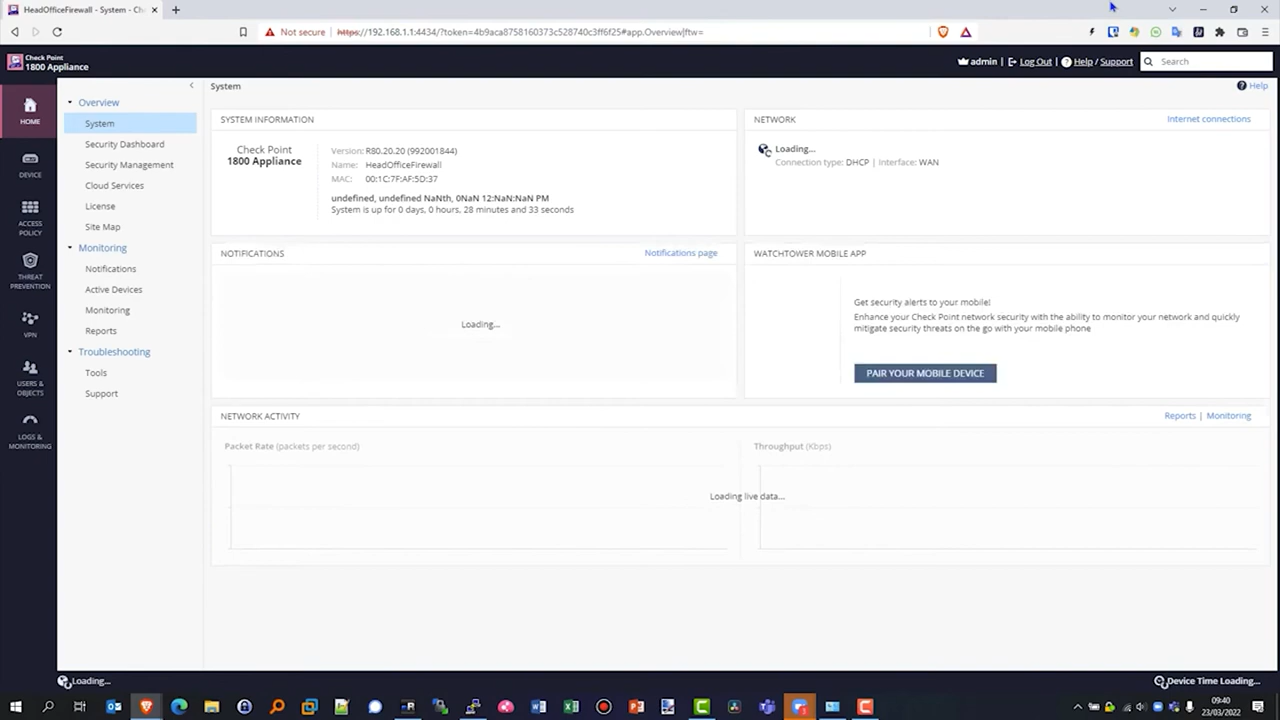 HeadOfficeFirewall - System - Ch
Not secure
https://192.168.1.1:4434/?token=4b9aca8758160373c528740c3ff6f25#app.Overview|ftw=
Check Point
1800 Appliance
admin | Log Out | Help / Support
Search
HOME
DEVICE
ACCESS
POLICY
THREAT
PREVENTION
VPN
USERS &
OBJECTS
LOGS &
MONITORING
Overview
System
Security Dashboard
Security Management
Cloud Services
License
Site Map
Monitoring
Notifications
Active Devices
Monitoring
Reports
Troubleshooting
Tools
Support
System
Help
SYSTEM INFORMATION
Check Point
1800 Appliance
Version: R80.20.20 (992001844)
Name: HeadOfficeFirewall
MAC: 00:1C:7F:AF:5D:37
undefined, undefined NaNth, 0NaN 12:NaN:NaN PM
System is up for 0 days, 0 hours, 28 minutes and 33 seconds
NETWORK
Internet connections
Loading...
Connection type: DHCP | Interface: WAN
NOTIFICATIONS
Notifications page
Loading...
WATCHTOWER MOBILE APP
Get security alerts to your mobile!
Enhance your Check Point network security with the ability to monitor your network and quickly
mitigate security threats on the go with your mobile phone
PAIR YOUR MOBILE DEVICE
NETWORK ACTIVITY
Reports | Monitoring
Packet Rate (packets per second)
Throughput (Kbps)
Loading live data...
Loading...
Device Time Loading...
09:40
23/03/2022